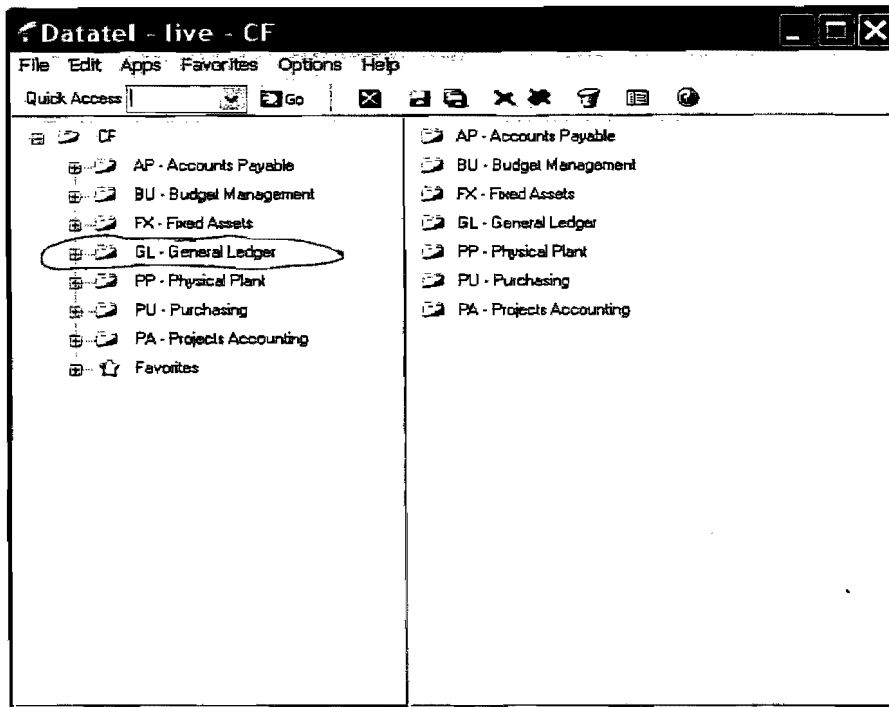 Datatel - live - CF
File Edit Apps Favorites Options Help
Quick Access Go
CF
AP - Accounts Payable
BU - Budget Management
FX - Fixed Assets
GL - General Ledger
PP - Physical Plant
PU - Purchasing
PA - Projects Accounting
Favorites
AP - Accounts Payable
BU - Budget Management
FX - Fixed Assets
GL - General Ledger
PP - Physical Plant
PU - Purchasing
PA - Projects Accounting